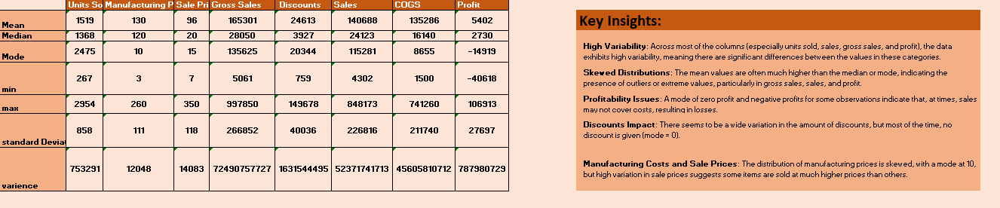 Units So Manufacturing P Sale Pri Gross Sales Discounts Sales COGS Profit
Mean 1519 130 96 165301 24613 140688 135286 5402
Median 1368 120 20 28050 3927 24123 16140 2730
Mode 2475 10 15 135625 20344 115281 8655 -14919
min 267 3 7 5061 759 4302 1500 -40618
max 2954 260 350 997850 149678 848173 741260 106913
standard Deviat 858 111 118 266852 40036 226816 211740 27697
varience 753291 12048 14083 72490757727 1631544495 52371741713 45605810712 787980729
Key Insights:
High Variability: Across most of the columns (especially units sold, sales, gross sales, and profit), the data
exhibits high variability, meaning there are significant differences between the values in these categories.
Skewed Distributions: The mean values are often much higher than the median or mode, indicating the
presence of outliers or extreme values, particularly in gross sales, sales, and profit.
Profitability Issues: A mode of zero profit and negative profits for some observations indicate that, at times, sales
may not cover costs, resulting in losses.
Discounts Impact: There seems to be a wide variation in the amount of discounts, but most of the time, no
discount is given (mode = 0).
Manufacturing Costs and Sale Prices: The distribution of manufacturing prices is skewed, with a mode at 10,
but high variation in sale prices suggests some items are sold at much higher prices than others.